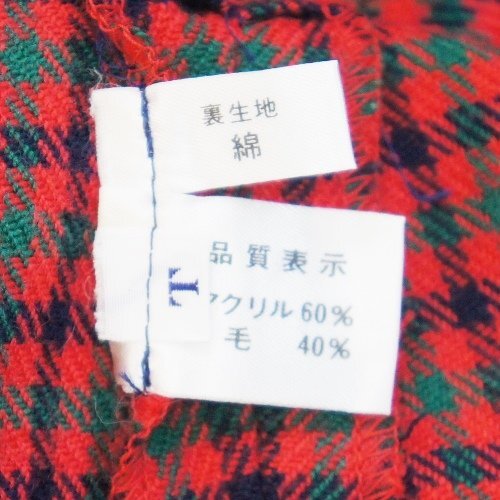 裏生地
綿
品質表示
T
アクリル 60%
毛 40%